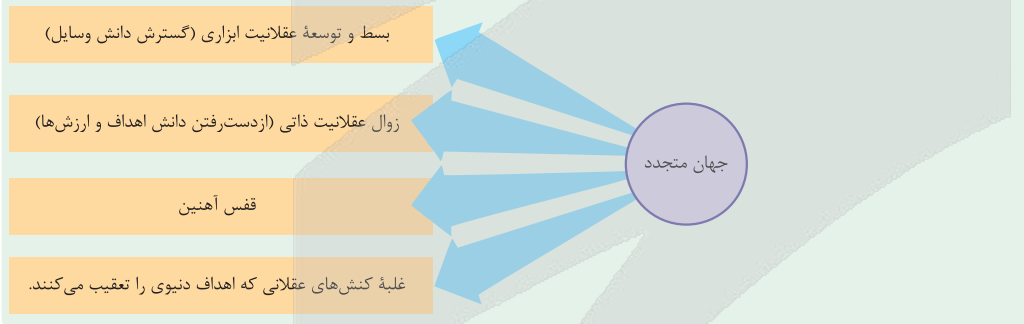 جهان متجدد
بسط و توسعهٔ عقلانیت ابزاری (گسترش دانش وسایل)
زوال عقلانیت ذاتی (ازدست‌رفتن دانش اهداف و ارزش‌ها)
قفس آهنین
غلبهٔ کنش‌های عقلانی که اهداف دنیوی را تعقیب می‌کنند.